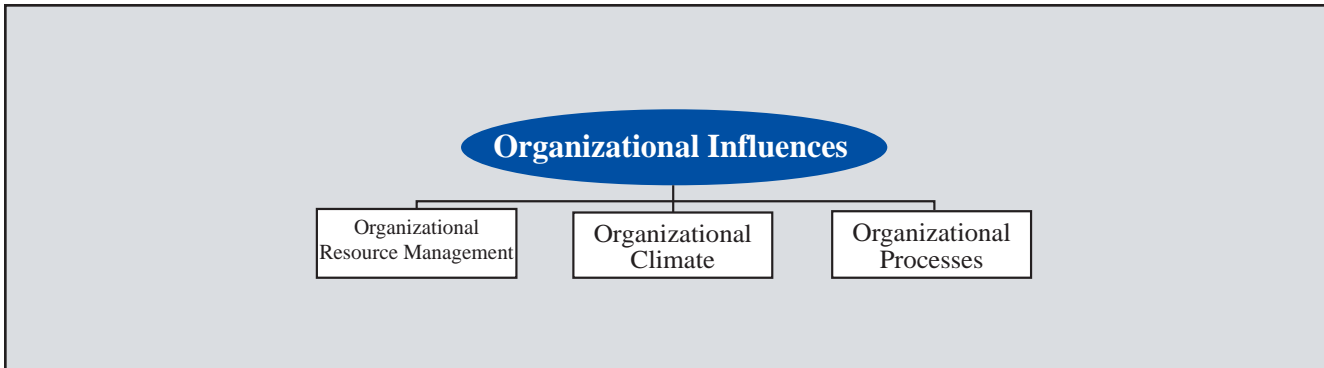 Organizational Influences
Organizational
Resource Management
Organizational
Climate
Organizational
Processes